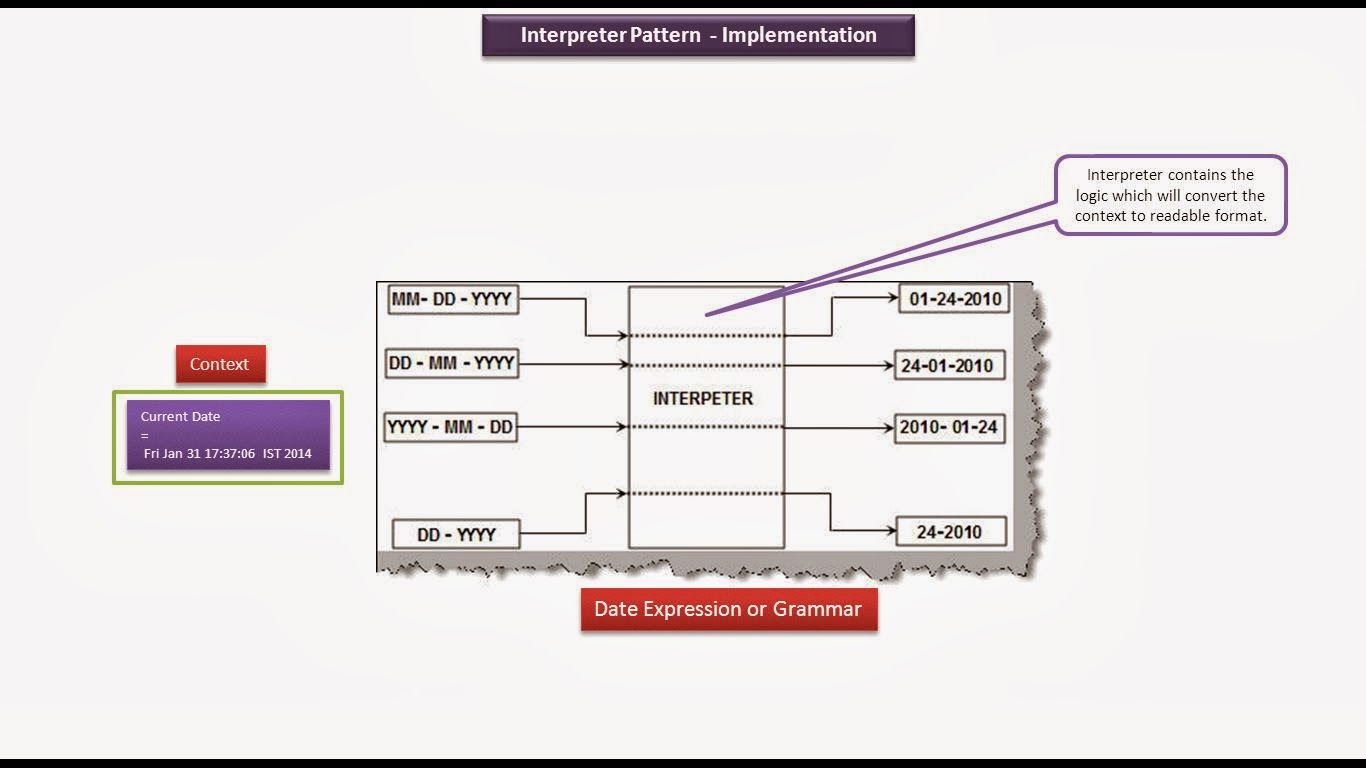 Interpreter Pattern - Implementation
Interpreter contains the
logic which will convert the
context to readable format.
MM- DD - YYYY
01-24-2010
DD - MM - YYYY
24-01-2010
Context
INTERPETER
Current Date
=
Fri Jan 31 17:37:06 IST 2014
YYYY - MM - DD
2010- 01-24
DD - YYYY
24-2010
Date Expression or Grammar